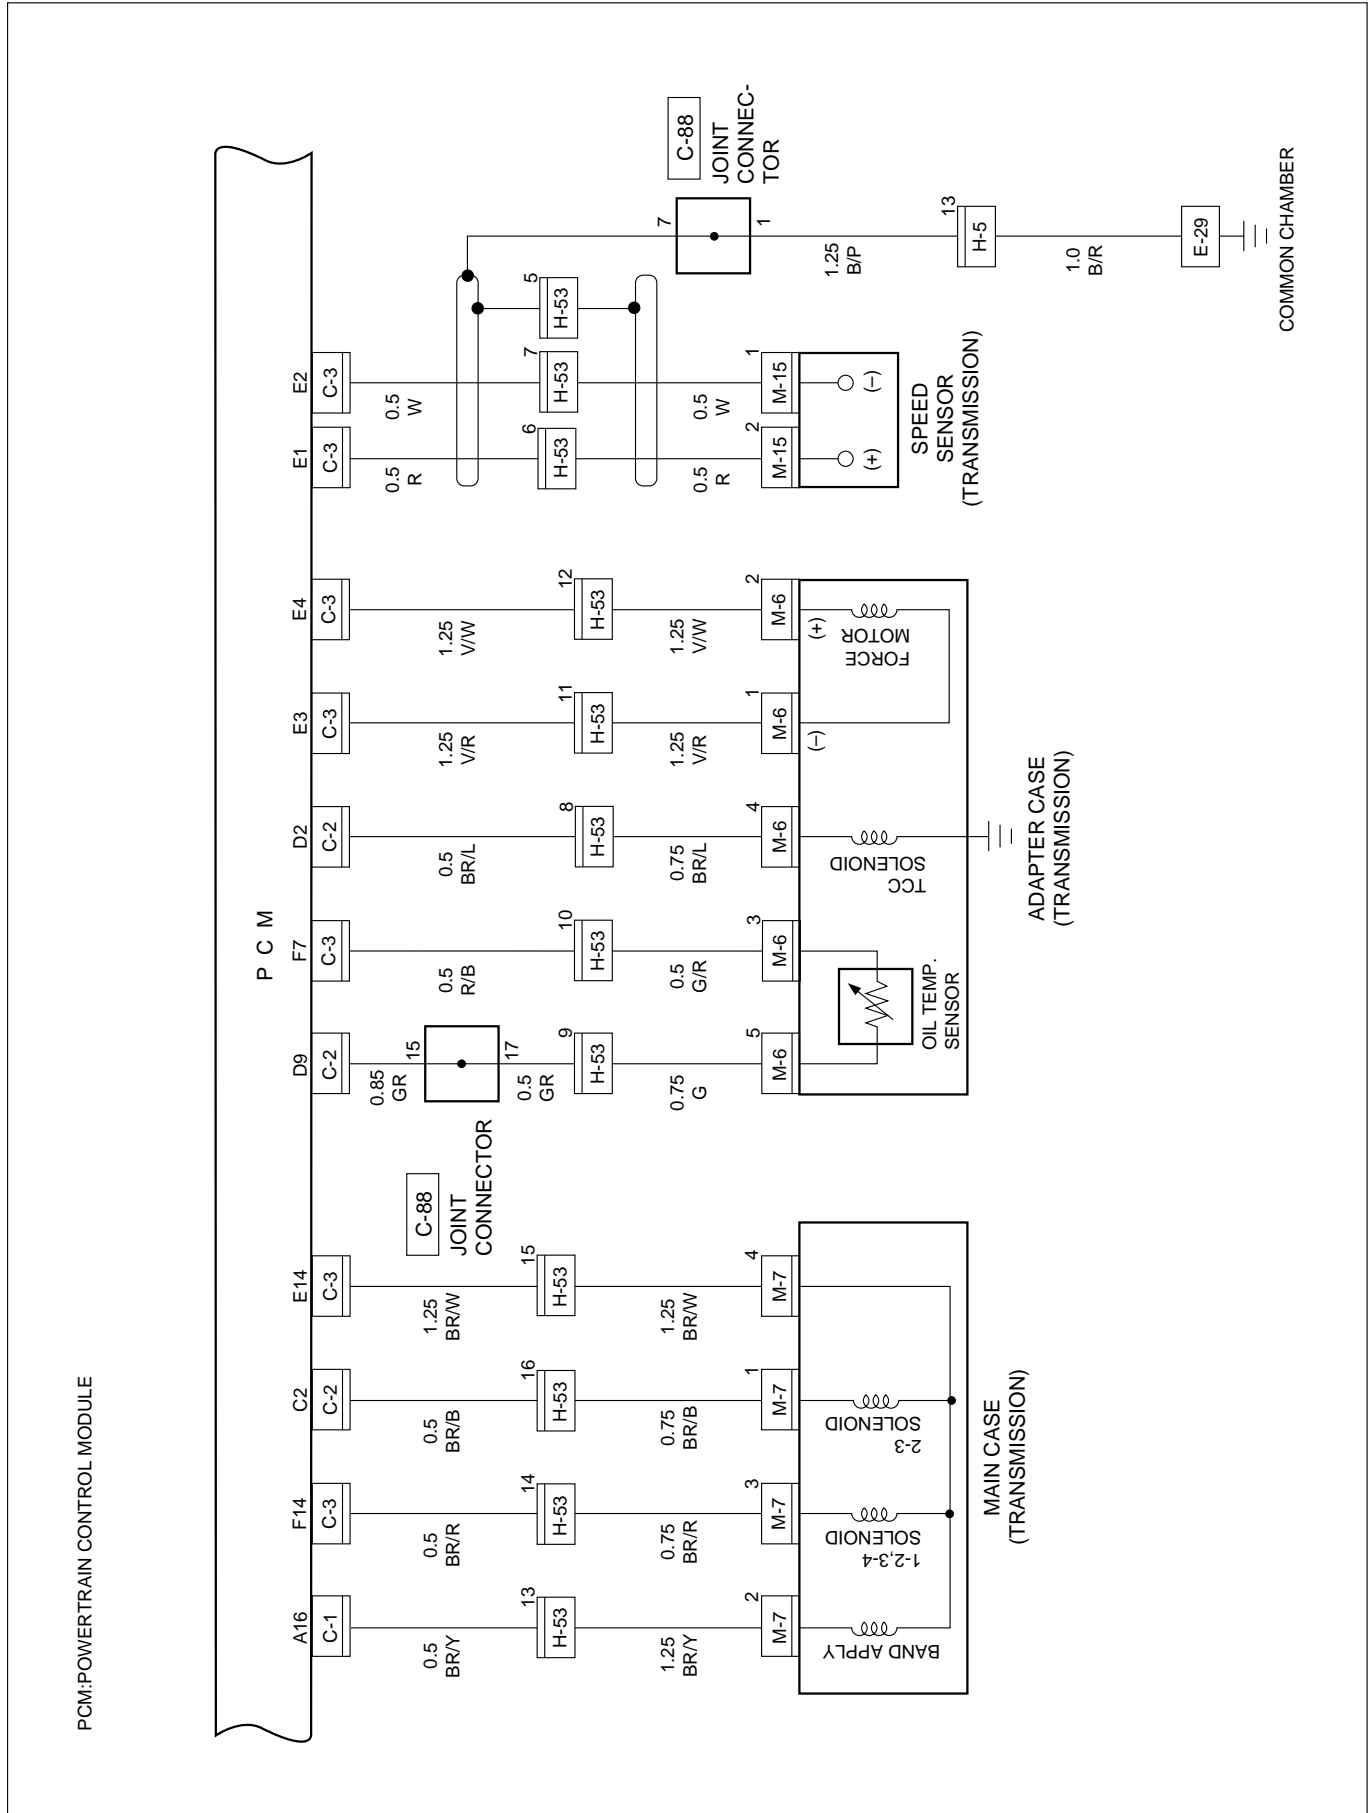 PCM:POWERTRAIN CONTROL MODULE
P C M
A16
C-1
0.5
BR/Y
13
H-53
1.25
BR/Y
2
M-7
BAND APPLY
F14
C-3
0.5
BR/R
14
H-53
0.75
BR/R
3
M-7
1-2,3-4
SOLENOID
C2
C-2
0.5
BR/B
16
H-53
0.75
BR/B
1
M-7
2-3
SOLENOID
E14
C-3
1.25
BR/W
15
H-53
1.25
BR/W
4
M-7
MAIN CASE
(TRANSMISSION)
C-88
JOINT
CONNECTOR
D9
C-2
0.85
GR
15
17
0.5
GR
9
H-53
0.75
G
5
M-6
OIL TEMP.
SENSOR
F7
C-3
0.5
R/B
10
H-53
0.5
G/R
3
M-6
D2
C-2
0.5
BR/L
8
H-53
0.75
BR/L
4
M-6
TCC
SOLENOID
E3
C-3
1.25
V/R
11
H-53
1.25
V/R
1
M-6
(–)
E4
C-3
1.25
V/W
12
H-53
1.25
V/W
2
M-6
(+)
FORCE
MOTOR
ADAPTER CASE
(TRANSMISSION)
E1
C-3
0.5
R
6
H-53
0.5
R
2
M-15
(+)
E2
C-3
0.5
W
7
H-53
0.5
W
1
M-15
(–)
SPEED
SENSOR
(TRANSMISSION)
5
H-53
C-88
JOINT
CONNEC-
TOR
7
1
1.25
B/P
13
H-5
1.0
B/R
E-29
COMMON CHAMBER